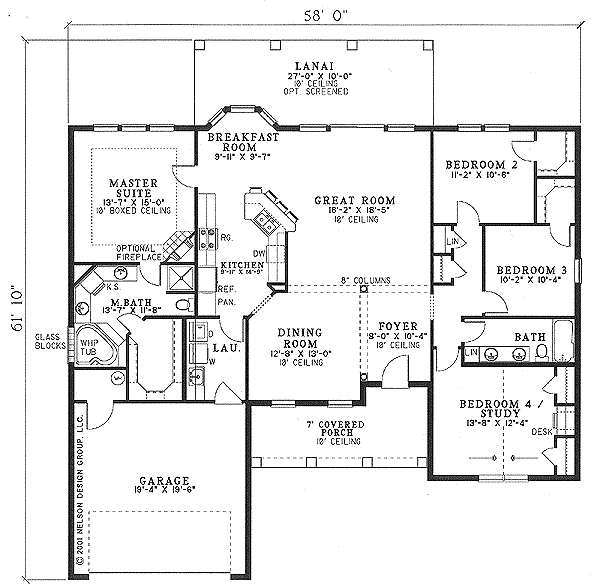 58' 0"
61' 10"
LANAI
27'-0" X 10'-0"
10' CEILING
OPT. SCREENED
BREAKFAST
ROOM
9'-11" X 9'-7"
MASTER
SUITE
13'-7" X 15'-0"
10' BOXED CEILING
OPTIONAL
FIREPLACE
GREAT ROOM
16'-2" X 18'-5"
10' CEILING
BEDROOM 2
11'-2" X 10'-6"
LIN
BEDROOM 3
10'-2" X 10'-4"
RG.
DW
KITCHEN
9'-11" X 14'-9"
REF.
PAN.
K.S.
M.BATH
13'-7" X 11'-8"
GLASS
BLOCKS
WHP
TUB
8" COLUMNS
DINING
ROOM
12'-8" X 13'-0"
10' CEILING
FOYER
8'-0" X 10'-4"
10' CEILING
LAU.
D
W
LIN
BATH
BEDROOM 4 /
STUDY
13'-8" X 12'-4"
DESK
7' COVERED
PORCH
10' CEILING
GARAGE
19'-4" X 19'-6"
© 2001 NELSON DESIGN GROUP, LLC.